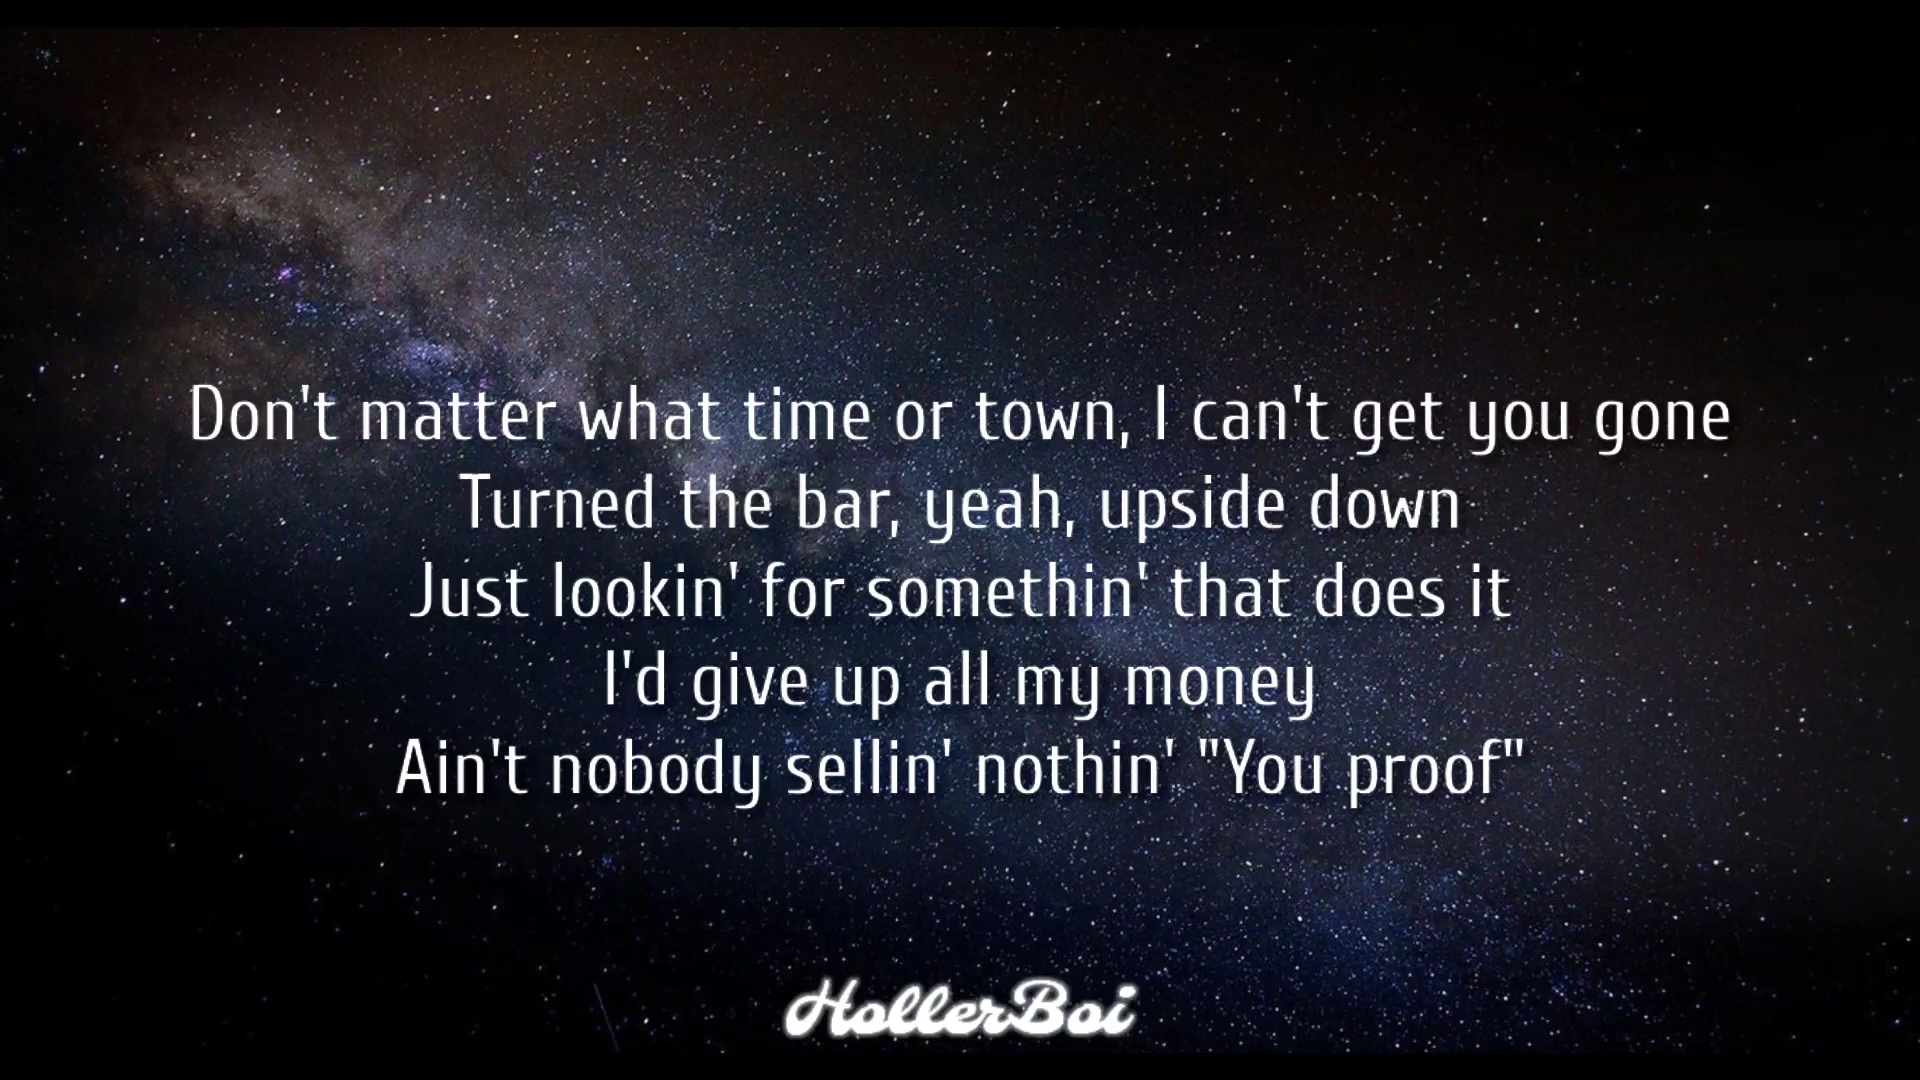 Don't matter what time or town, I can't get you gone
Turned the bar, yeah, upside down
Just lookin' for somethin' that does it
I'd give up all my money
Ain't nobody sellin' nothin' "You proof"
HollerBoi